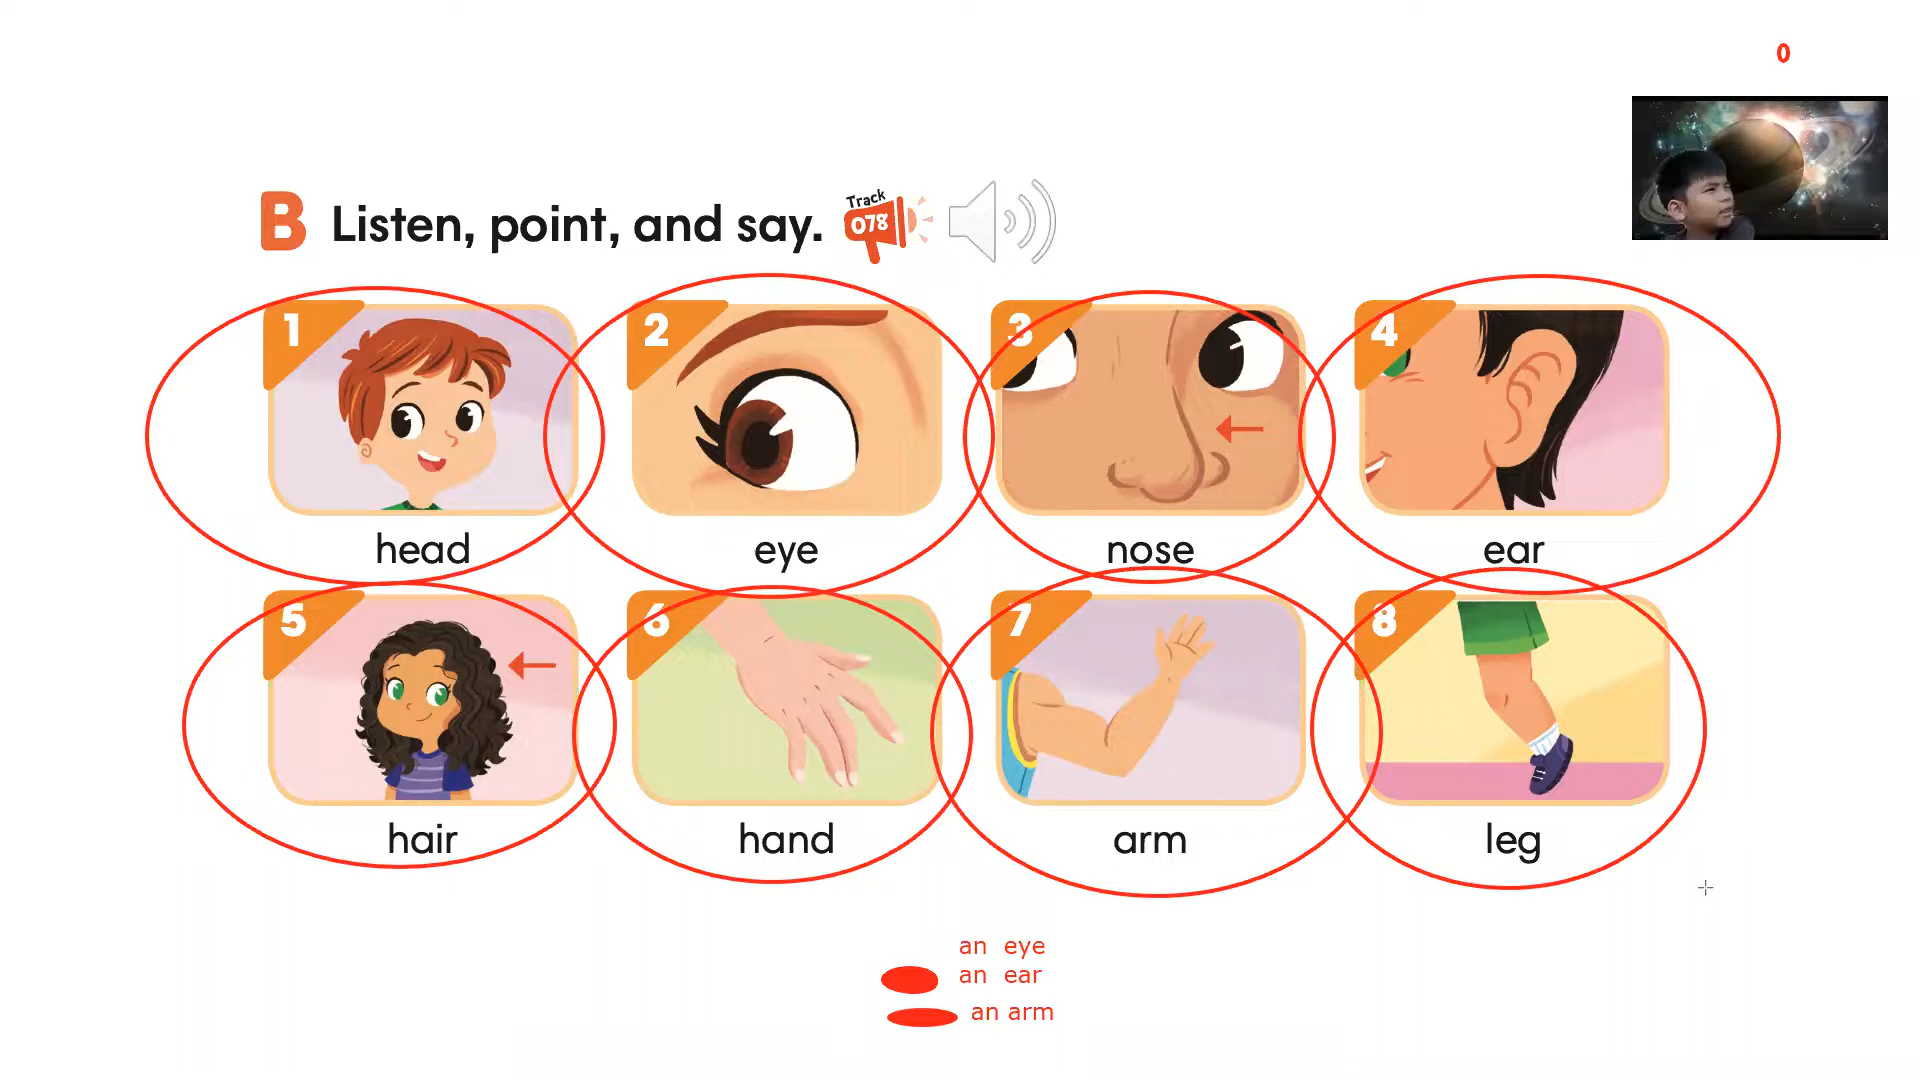 0
B Listen, point, and say. Track 078
1 2 3 4
head eye nose ear
5 6 7 8
hair hand arm leg
an eye
an ear
an arm